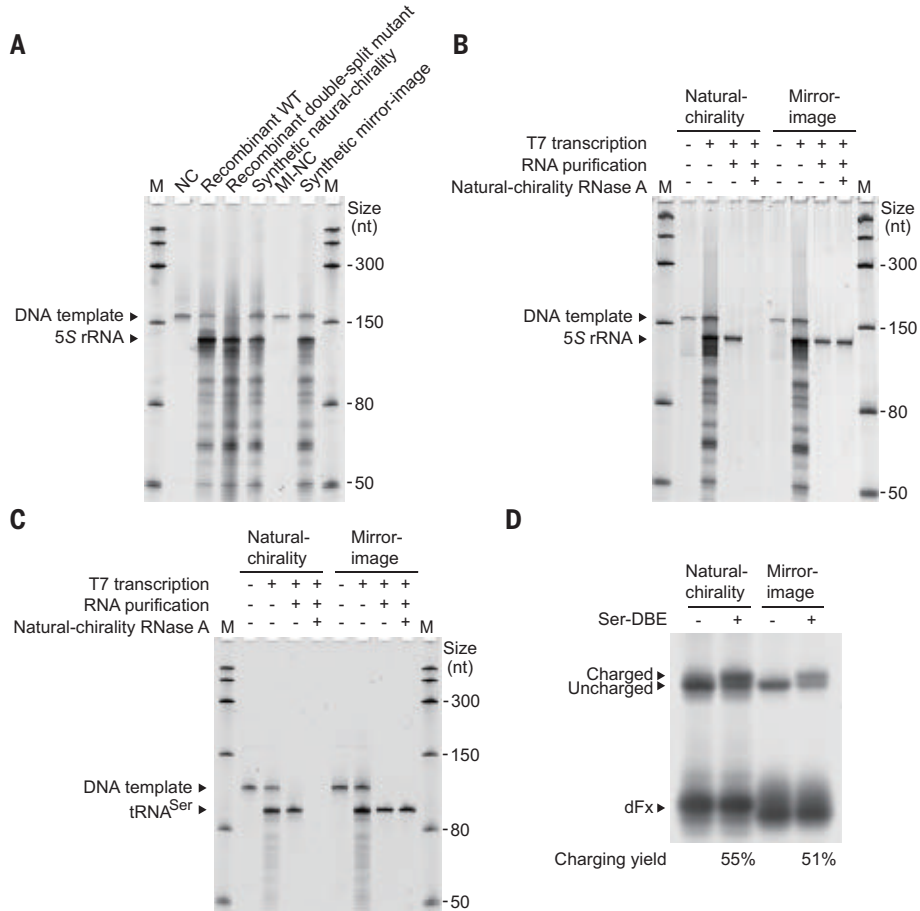 A
M
NC
Recombinant WT
Recombinant double-split mutant
Synthetic natural-chirality
MI-NC
Synthetic mirror-image
M
Size
(nt)
300
150
80
50
DNA template
5S rRNA
B
Natural-
chirality
Mirror-
image
T7 transcription - + + + - + + +
RNA purification - - + + - - + +
Natural-chirality RNase A - - - + - - - +
M
M
Size
(nt)
300
150
80
50
DNA template
5S rRNA
C
Natural-
chirality
Mirror-
image
T7 transcription - + + + - + + +
RNA purification - - + + - - + +
Natural-chirality RNase A - - - + - - - +
M
M
Size
(nt)
300
150
80
50
DNA template
tRNASer
D
Natural-
chirality
Mirror-
image
Ser-DBE - + - +
Charged
Uncharged
dFx
Charging yield 55% 51%